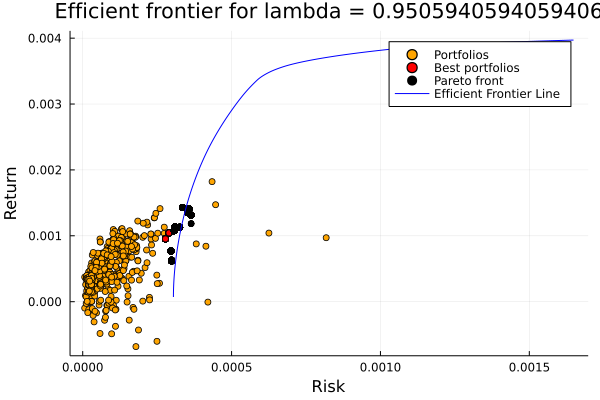 Efficient frontier for lambda = 0.9505940594059406
0.004
0.003
0.002
0.001
0.000
Return
Portfolios
Best portfolios
Pareto front
Efficient Frontier Line
0.0000
0.0005
0.0010
0.0015
Risk